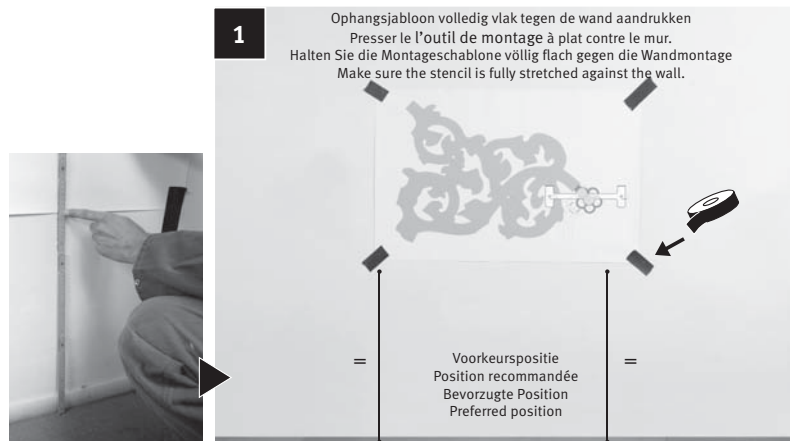 1
Ophangsjabloon volledig vlak tegen de wand aandrukken
Presser le l'outil de montage à plat contre le mur.
Halten Sie die Montageschablone völlig flach gegen die Wandmontage
Make sure the stencil is fully stretched against the wall.
=
=
Voorkeurspositie
Position recommandée
Bevorzugte Position
Preferred position